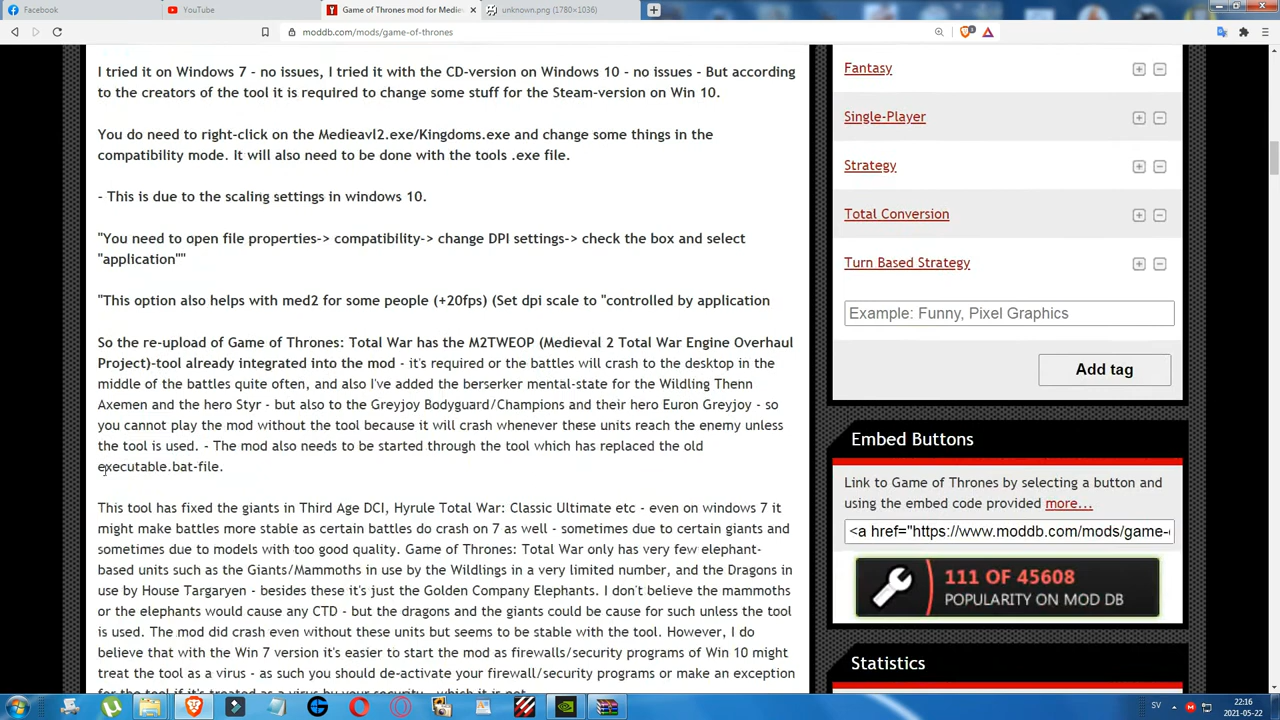 Facebook
YouTube
Game of Thrones mod for Mediev
unknown.png (1780×1036)
moddb.com/mods/game-of-thrones
I tried it on Windows 7 - no issues, I tried it with the CD-version on Windows 10 - no issues - But according
to the creators of the tool it is required to change some stuff for the Steam-version on Win 10.
You do need to right-click on the Medieavl2.exe/Kingdoms.exe and change some things in the
compatibility mode. It will also need to be done with the tools .exe file.
- This is due to the scaling settings in windows 10.
"You need to open file properties-> compatibility-> change DPI settings-> check the box and select
"application""
"This option also helps with med2 for some people (+20fps) (Set dpi scale to "controlled by application
So the re-upload of Game of Thrones: Total War has the M2TWEOP (Medieval 2 Total War Engine Overhaul
Project)-tool already integrated into the mod - it's required or the battles will crash to the desktop in the
middle of the battles quite often, and also I've added the berserker mental-state for the Wildling Thenn
Axemen and the hero Styr - but also to the Greyjoy Bodyguard/Champions and their hero Euron Greyjoy - so
you cannot play the mod without the tool because it will crash whenever these units reach the enemy unless
the tool is used. - The mod also needs to be started through the tool which has replaced the old
executable.bat-file.
This tool has fixed the giants in Third Age DCI, Hyrule Total War: Classic Ultimate etc - even on windows 7 it
might make battles more stable as certain battles do crash on 7 as well - sometimes due to certain giants and
sometimes due to models with too good quality. Game of Thrones: Total War only has very few elephant-
based units such as the Giants/Mammoths in use by the Wildlings in a very limited number, and the Dragons in
use by House Targaryen - besides these it's just the Golden Company Elephants. I don't believe the mammoths
or the elephants would cause any CTD - but the dragons and the giants could be cause for such unless the tool
is used. The mod did crash even without these units but seems to be stable with the tool. However, I do
believe that with the Win 7 version it's easier to start the mod as firewalls/security programs of Win 10 might
treat the tool as a virus - as such you should de-activate your firewall/security programs or make an exception
for the tool if it's treated as a virus by your security - which it is not.
Fantasy
Single-Player
Strategy
Total Conversion
Turn Based Strategy
Example: Funny, Pixel Graphics
Add tag
Embed Buttons
Link to Game of Thrones by selecting a button and
using the embed code provided more...
<a href="https://www.moddb.com/mods/game-
111 OF 45608
POPULARITY ON MOD DB
Statistics
SV
22:16
2021-05-22